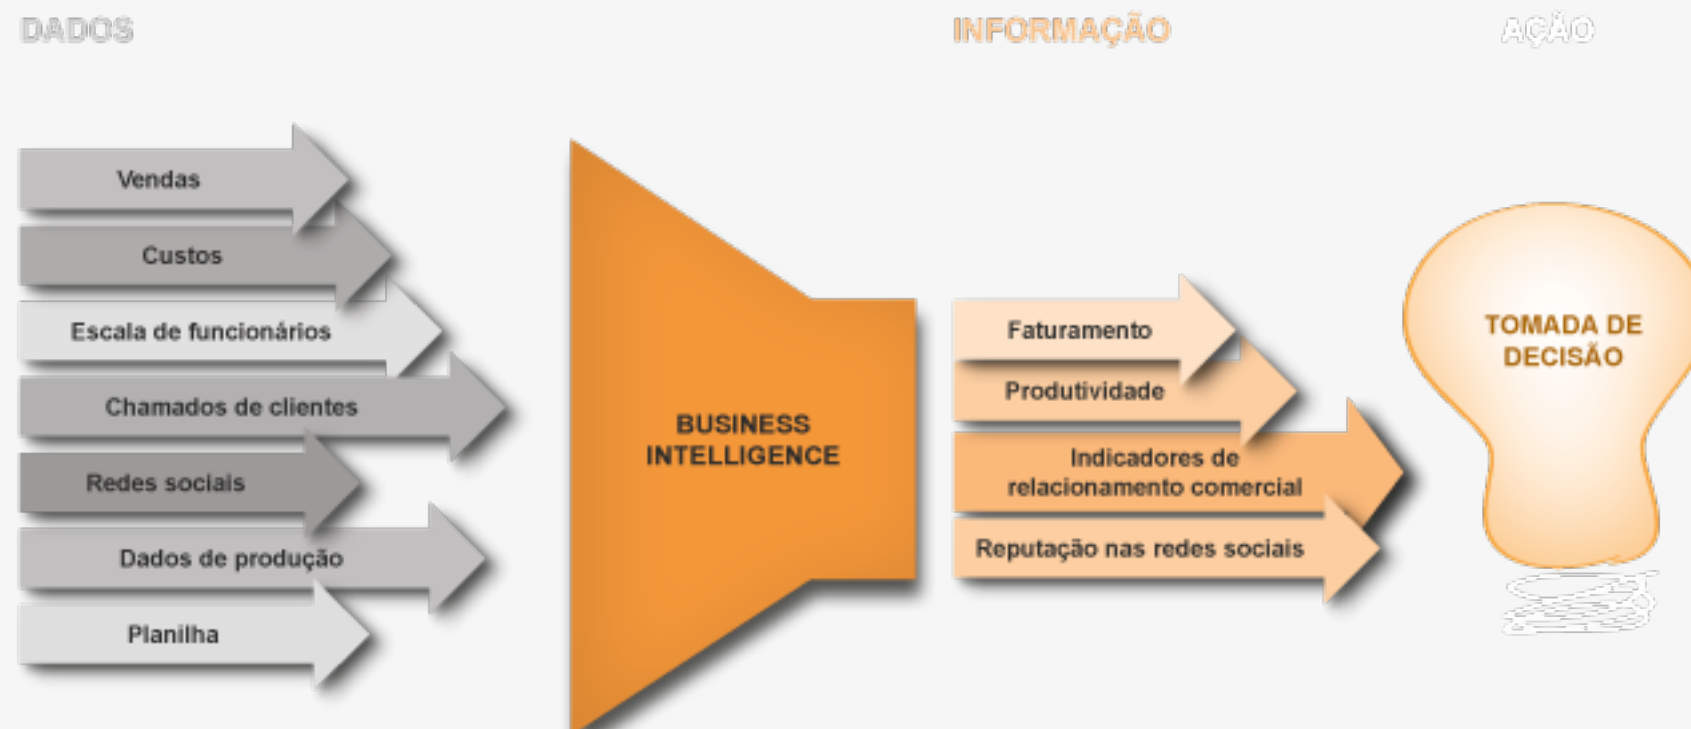 DADOS
INFORMAÇÃO
AÇÃO
Vendas
Custos
Escala de funcionários
Chamados de clientes
Redes sociais
Dados de produção
Planilha
BUSINESS
INTELLIGENCE
Faturamento
Produtividade
Indicadores de
relacionamento comercial
Reputação nas redes sociais
TOMADA DE
DECISÃO